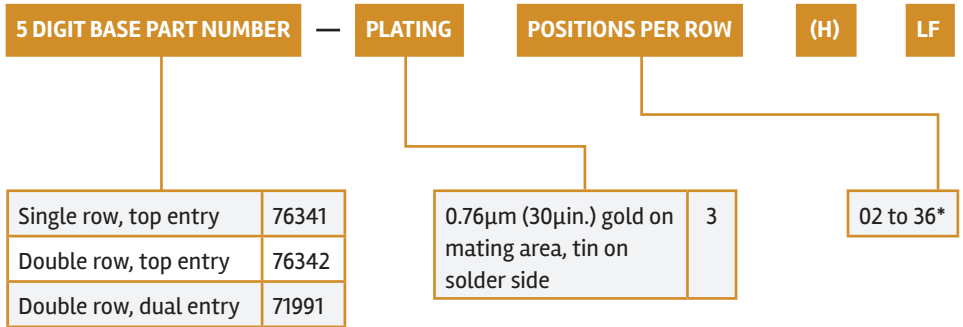 5 DIGIT BASE PART NUMBER — PLATING POSITIONS PER ROW (H) LF
Single row, top entry 76341
Double row, top entry 76342
Double row, dual entry 71991
0.76µm (30µin.) gold on 3
mating area, tin on
solder side
02 to 36*